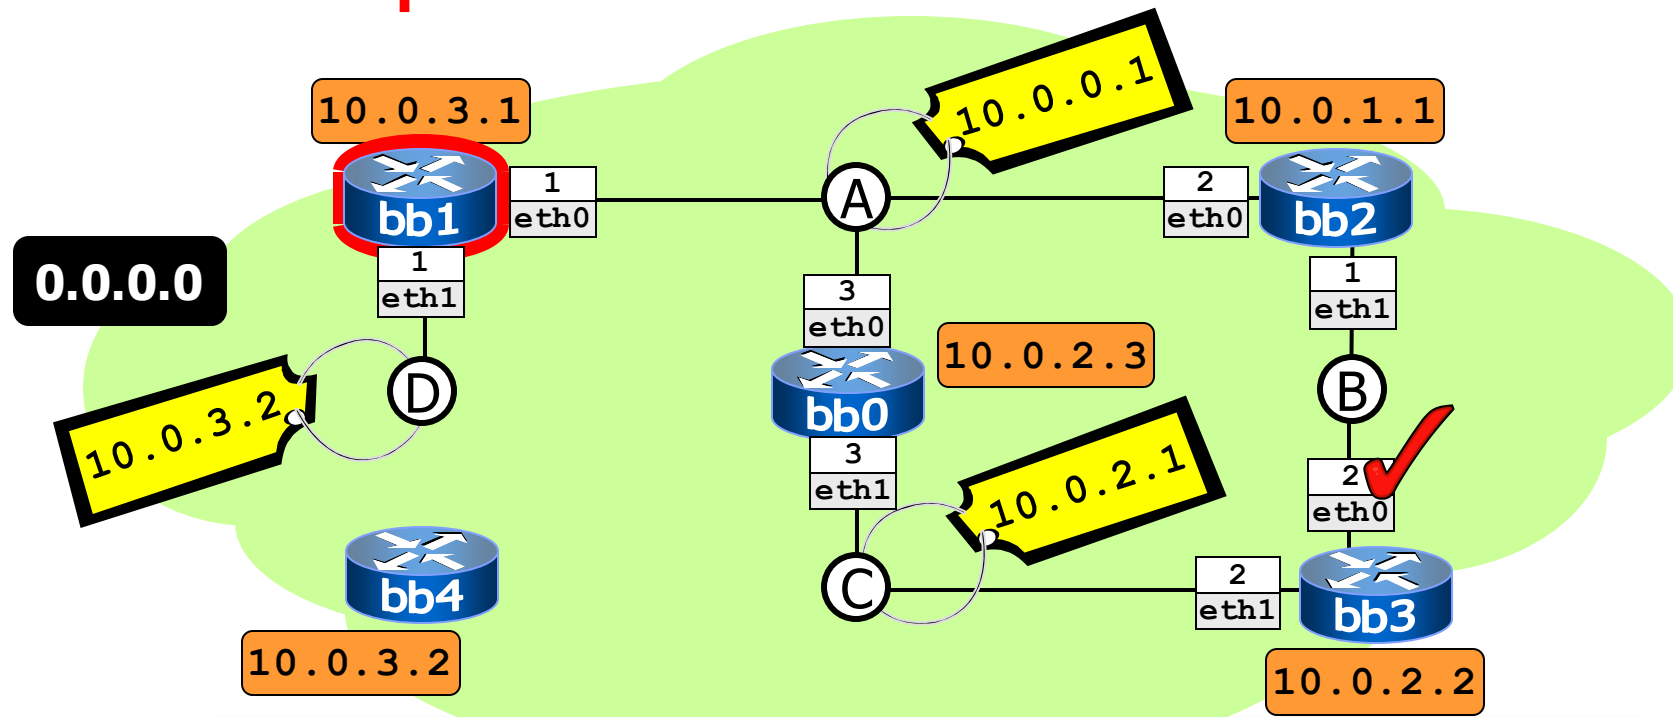 10.0.0.1
10.0.3.1
10.0.1.1
bb1
1
eth0
A
2
eth0
bb2
0.0.0.0
1
eth1
3
eth0
1
eth1
10.0.2.3
10.0.3.2
D
bb0
B
3
eth1
10.0.2.1
2
eth0
bb4
C
2
eth1
bb3
10.0.3.2
10.0.2.2